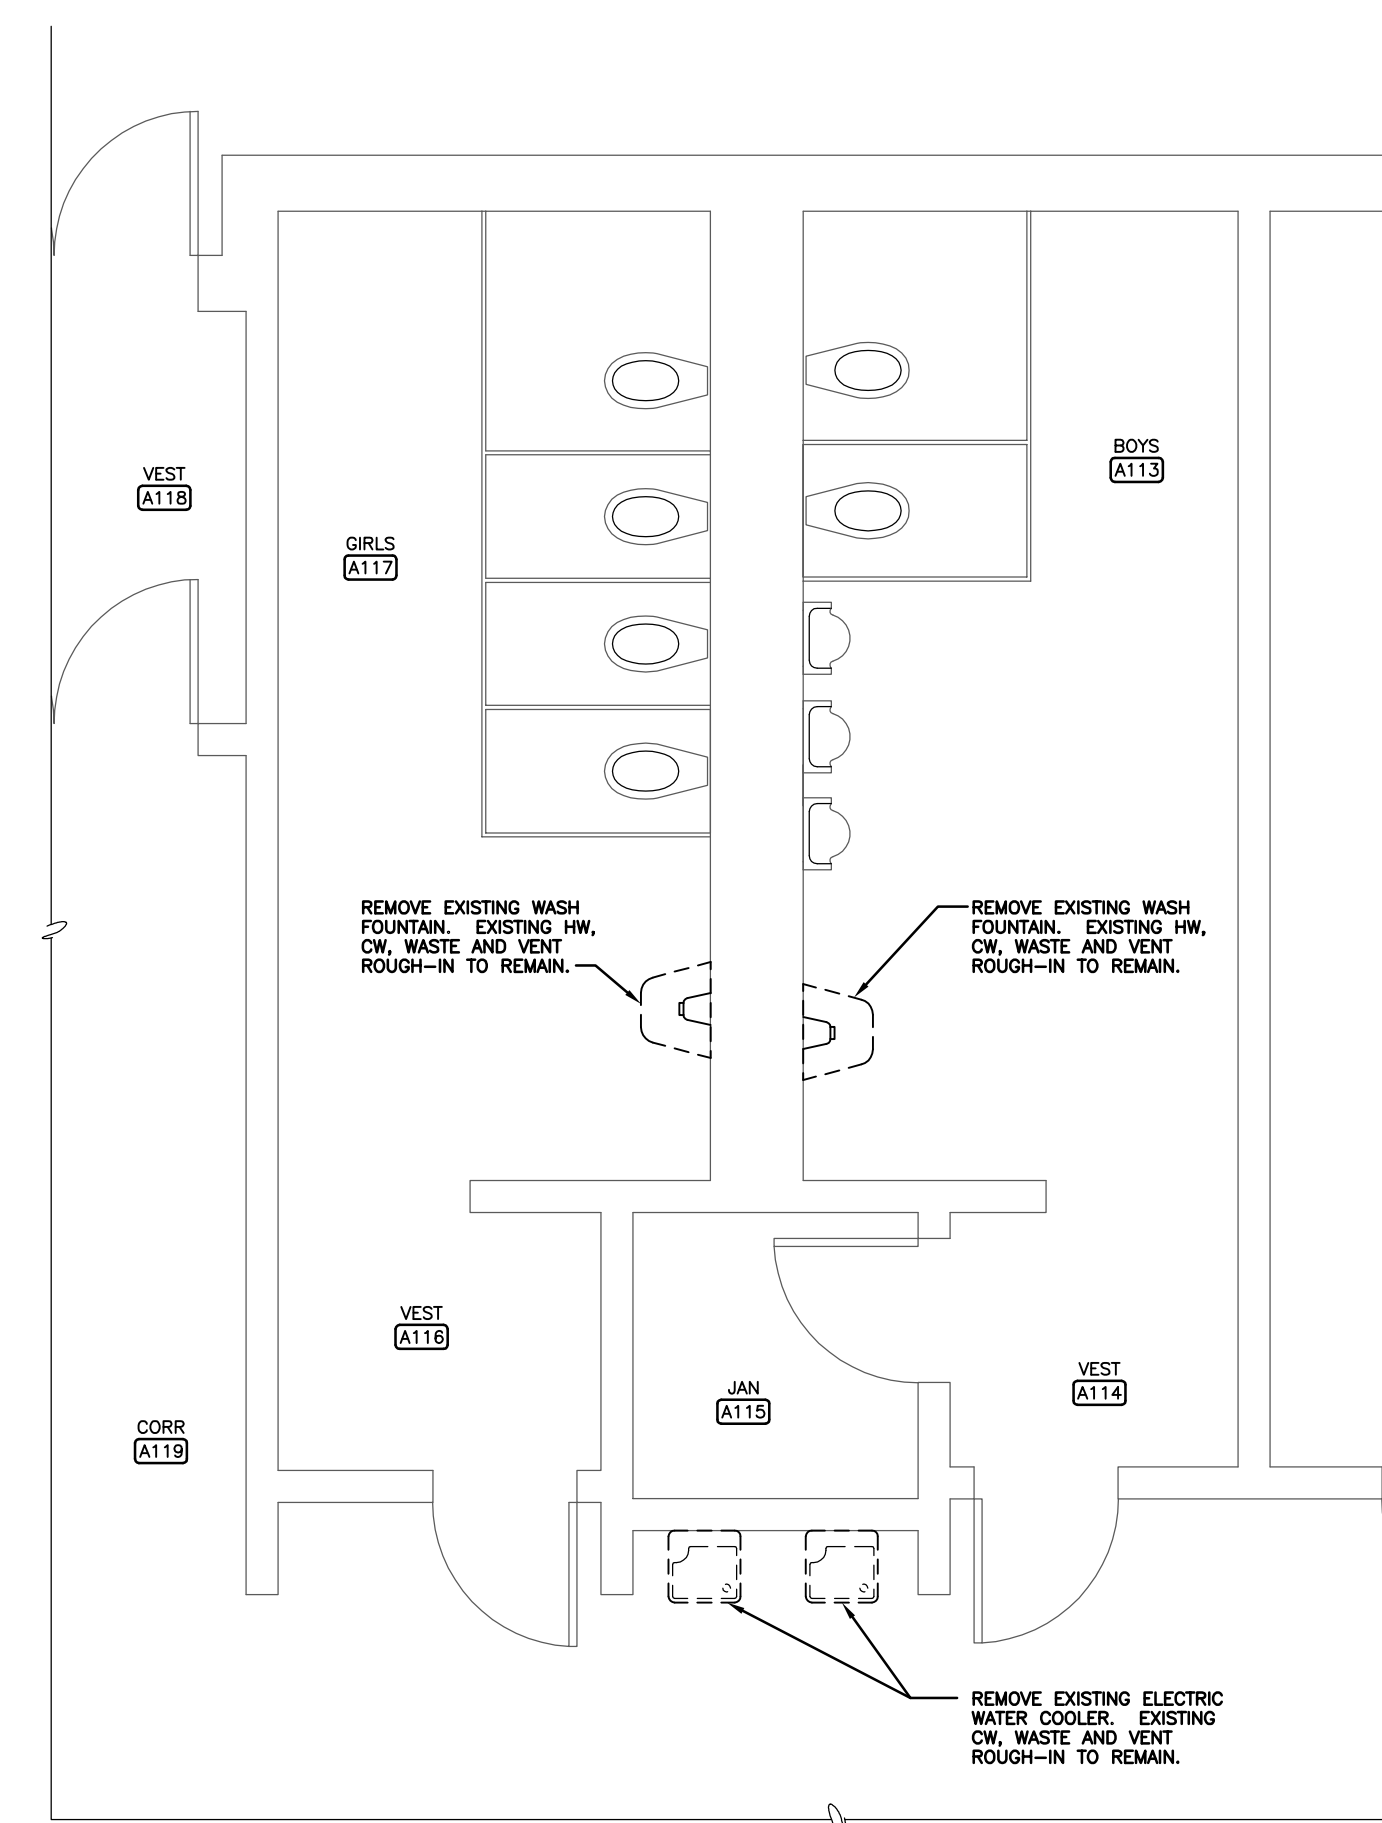 BOYS
A113
VEST
A118
GIRLS
A117
REMOVE EXISTING WASH
FOUNTAIN. EXISTING HW,
CW, WASTE AND VENT
ROUGH-IN TO REMAIN.
REMOVE EXISTING WASH
FOUNTAIN. EXISTING HW,
CW, WASTE AND VENT
ROUGH-IN TO REMAIN.
VEST
A116
VEST
A114
JAN
A115
CORR
A119
REMOVE EXISTING ELECTRIC
WATER COOLER. EXISTING
CW, WASTE AND VENT
ROUGH-IN TO REMAIN.